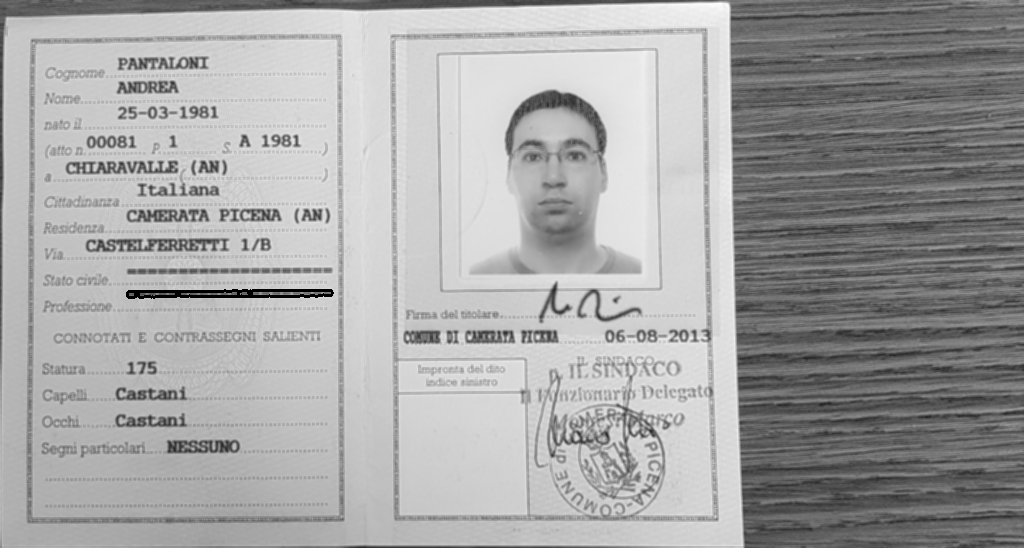 Cognome PANTALONI
Nome ANDREA
nato il 25-03-1981
(atto n. 00081 P. 1 S. A 1981 )
a CHIARAVALLE (AN) )
Cittadinanza Italiana
Residenza CAMERATA PICENA (AN)
Via CASTELFERRETTI 1/B
Stato civile
Professione
CONNOTATI E CONTRASSEGNI SALIENTI
Statura 175
Capelli Castani
Occhi Castani
Segni particolari NESSUNO
Firma del titolare
COMUNE DI CAMERATA PICENA 06-08-2013
Impronta del dito
indice sinistro
IL SINDACO
p. IL SINDACO
Il Funzionario Delegato
COMUNE DI CAMERATA PICENA